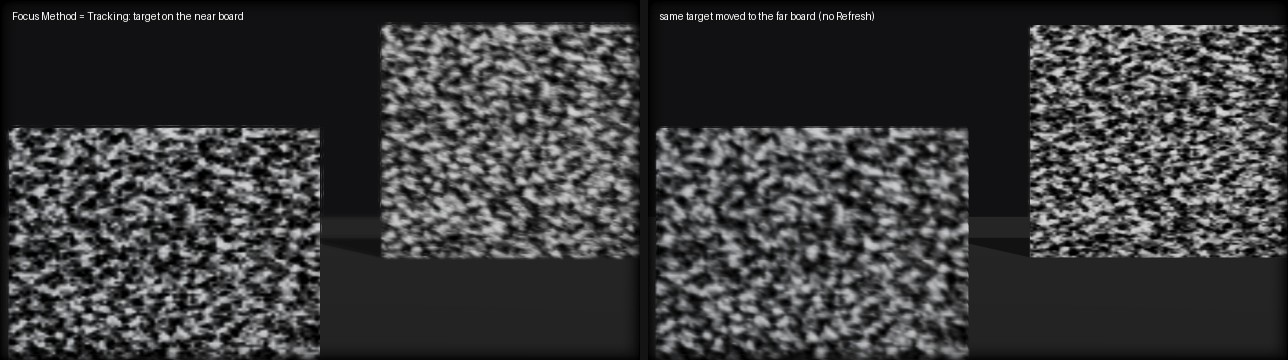 Focus Method = Tracking: target on the near board
same target moved to the far board (no Refresh)